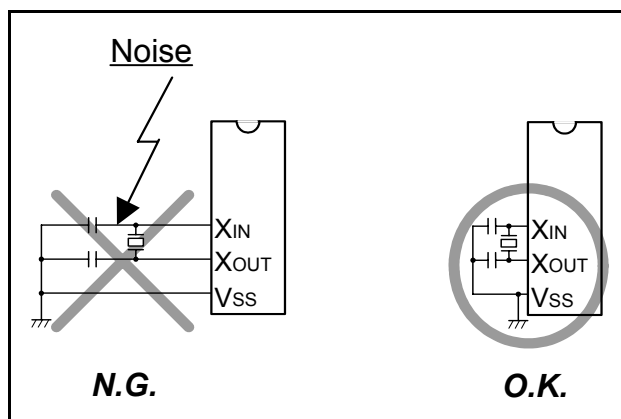 Noise
XIN
XOUT
VSS
N.G.
XIN
XOUT
VSS
O.K.